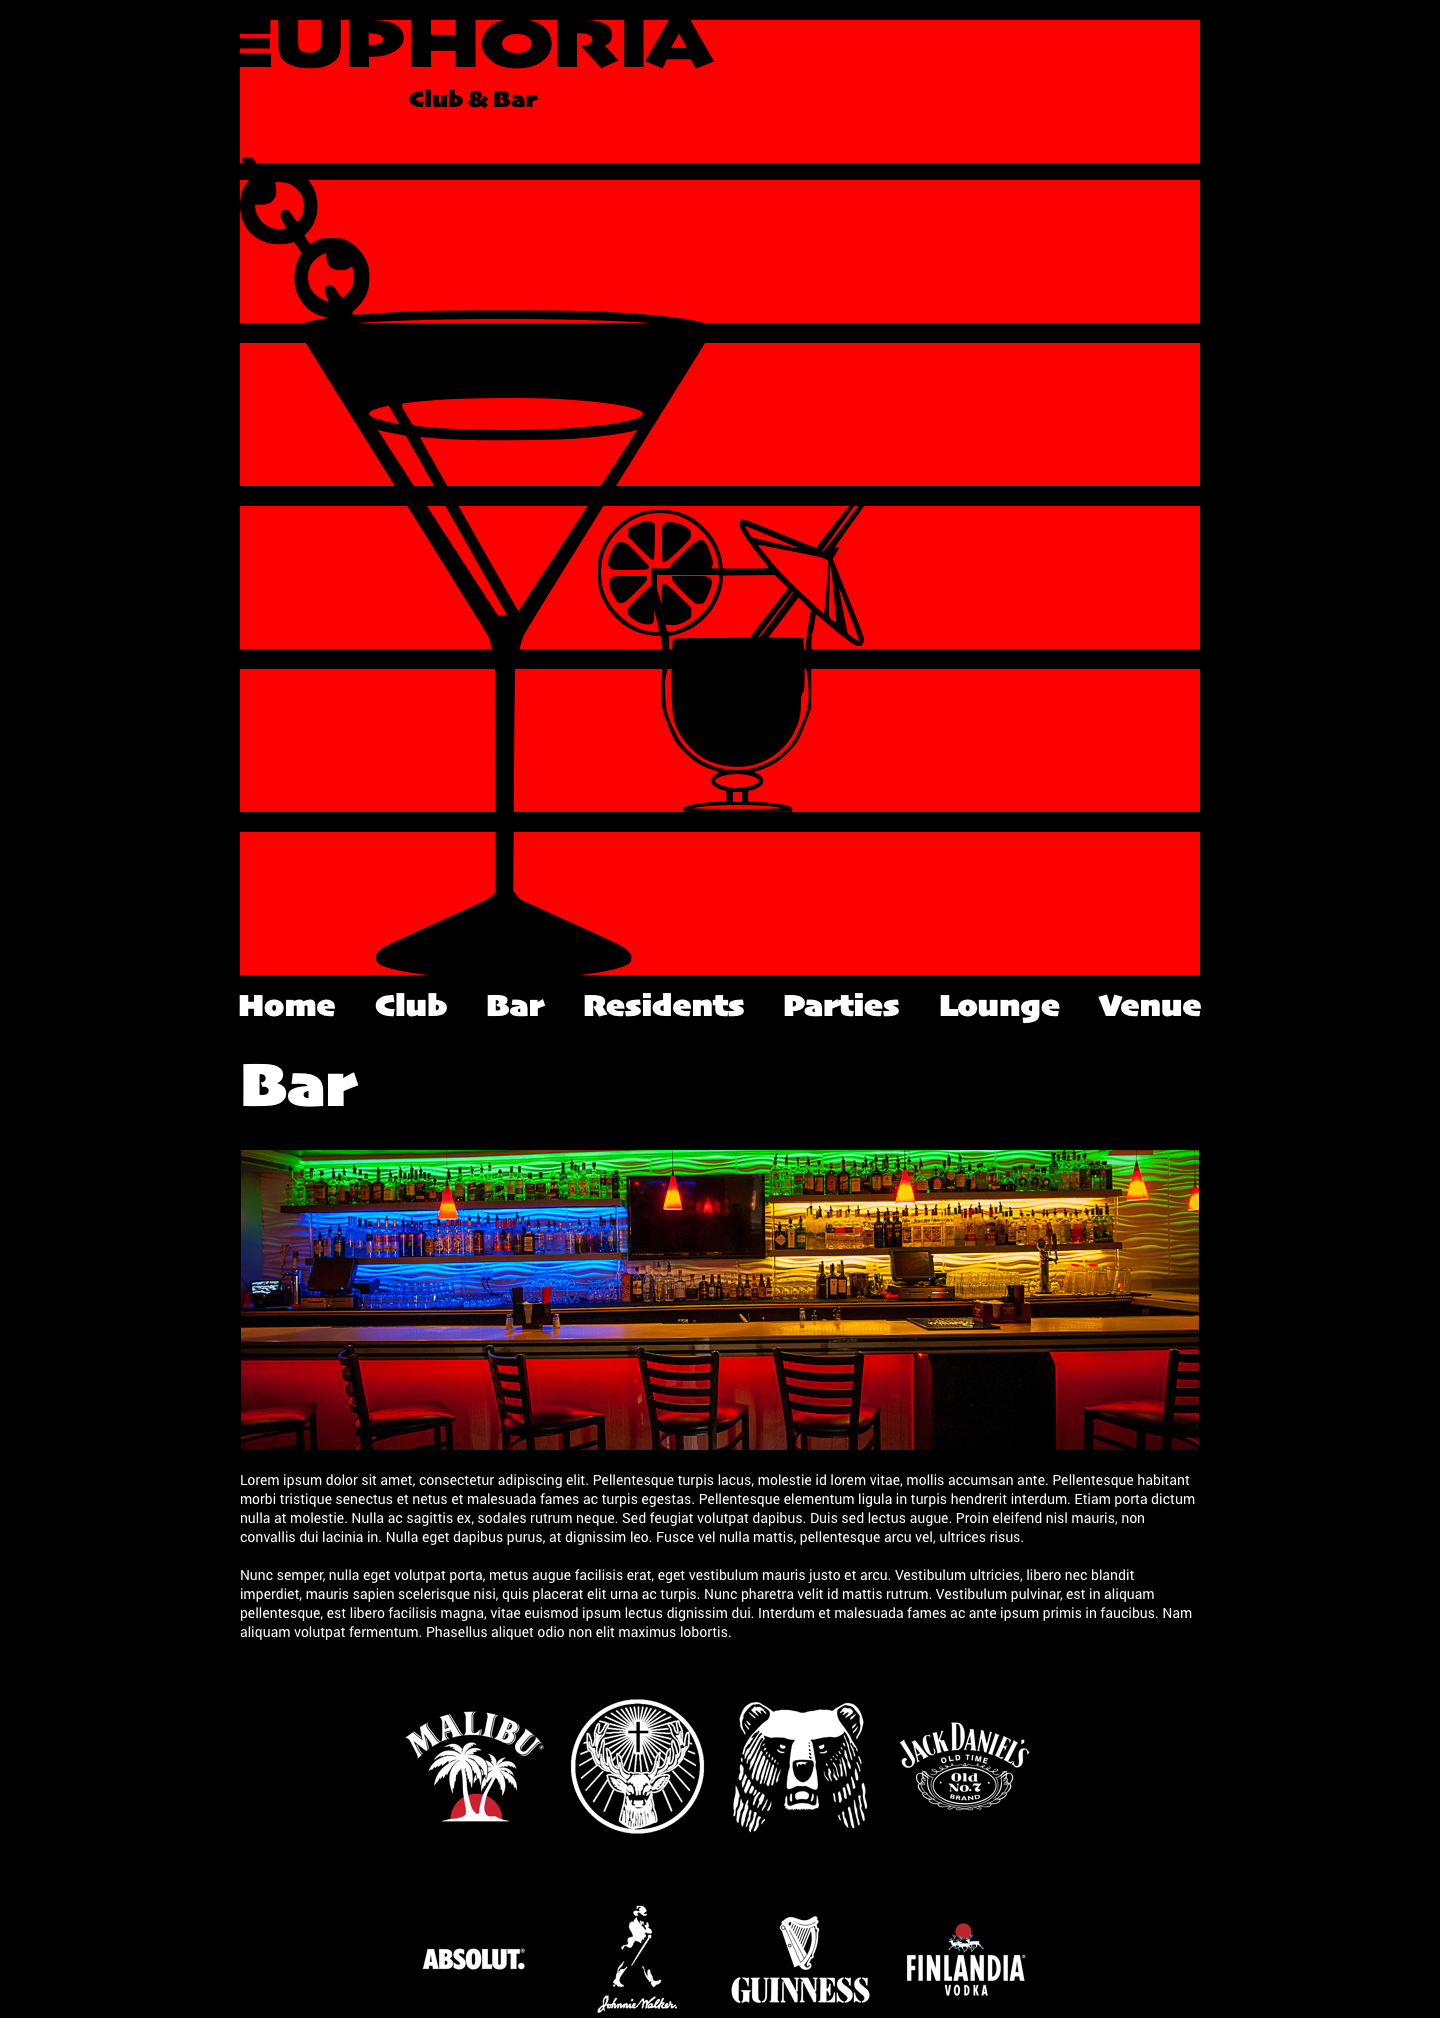 EUPHORIA
Club & Bar
Home Club Bar Residents Parties Lounge Venue
Bar
Lorem ipsum dolor sit amet, consectetur adipiscing elit. Pellentesque turpis lacus, molestie id lorem vitae, mollis accumsan ante. Pellentesque habitant
morbi tristique senectus et netus et malesuada fames ac turpis egestas. Pellentesque elementum ligula in turpis hendrerit interdum. Etiam porta dictum
nulla at molestie. Nulla ac sagittis ex, sodales rutrum neque. Sed feugiat volutpat dapibus. Duis sed lectus augue. Proin eleifend nisl mauris, non
convallis dui lacinia in. Nulla eget dapibus purus, at dignissim leo. Fusce vel nulla mattis, pellentesque arcu vel, ultrices risus.
Nunc semper, nulla eget volutpat porta, metus augue facilisis erat, eget vestibulum mauris justo et arcu. Vestibulum ultricies, libero nec blandit
imperdiet, mauris sapien scelerisque nisi, quis placerat elit urna ac turpis. Nunc pharetra velit id mattis rutrum. Vestibulum pulvinar, est in aliquam
pellentesque, est libero facilisis magna, vitae euismod ipsum lectus dignissim dui. Interdum et malesuada fames ac ante ipsum primis in faucibus. Nam
aliquam volutpat fermentum. Phasellus aliquet odio non elit maximus lobortis.
MALIBU®
JACK DANIEL'S
OLD TIME
Old
No.7
BRAND
ABSOLUT.®
Johnnie Walker.
GUINNESS
FINLANDIA®
VODKA